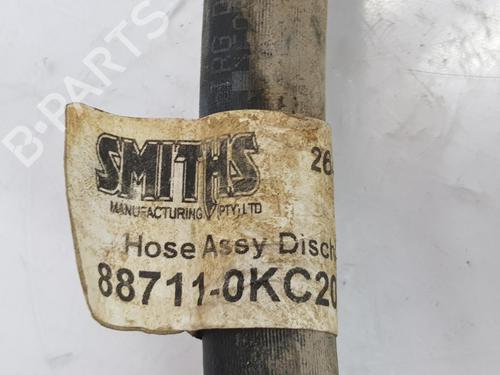 B-PARTS
SMITHS
MANUFACTURING PTY. LTD
26
Hose Assy Disch
88711-0KC20